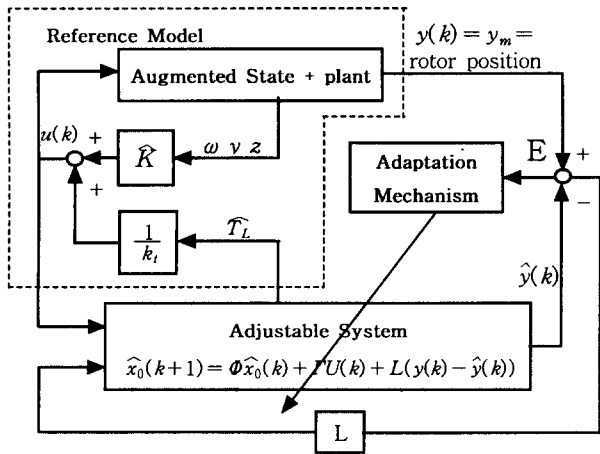 Reference Model
y(k) = y_m =
rotor position
Augmented State + plant
u(k)
+
K̂
ω y z
E
+
−
Adaptation
Mechanism
+
1/k_t
T̂_L
ŷ(k)
Adjustable System
x̂_0(k+1) = Φx̂_0(k) + ΓU(k) + L(y(k) − ŷ(k))
L